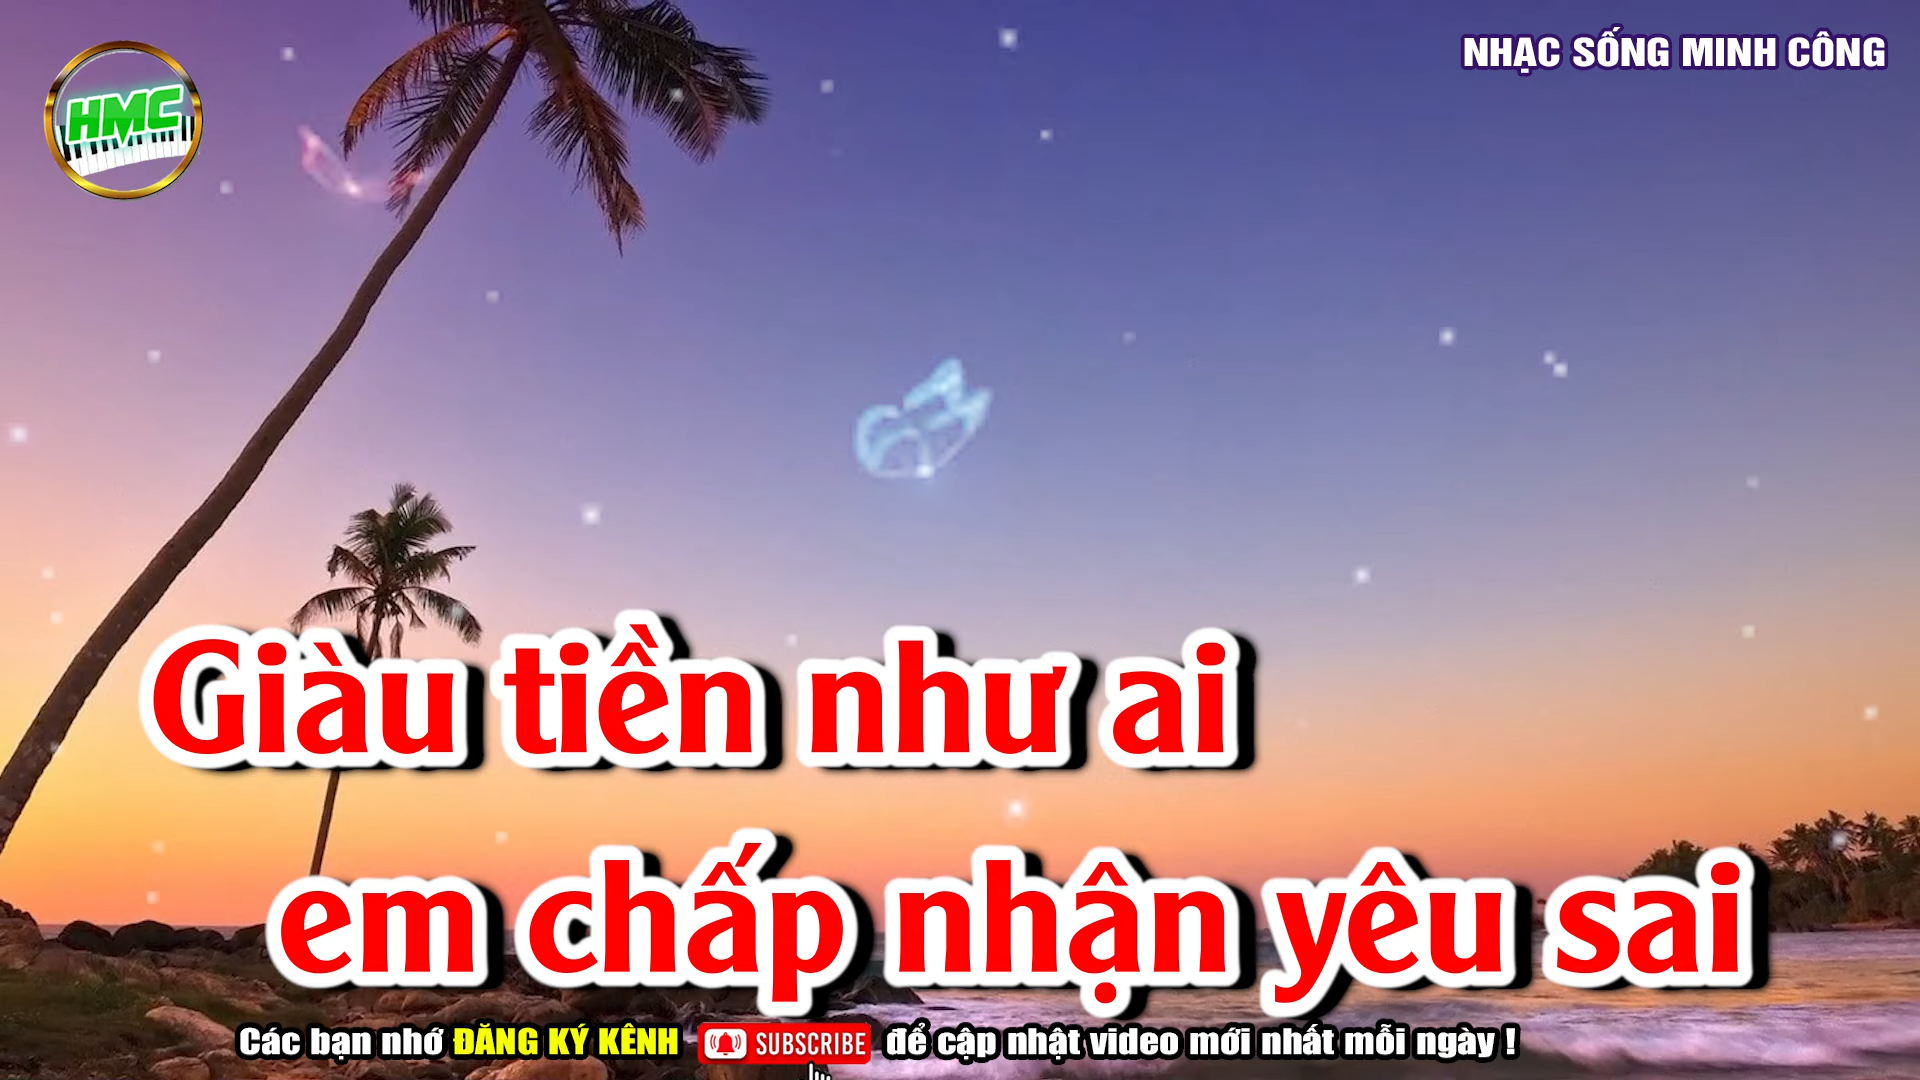 HMC
NHẠC SỐNG MINH CÔNG
Giàu tiền như ai
em chấp nhận yêu sai
Các bạn nhớ ĐĂNG KÝ KÊNH SUBSCRIBE để cập nhật video mới nhất mỗi ngày !